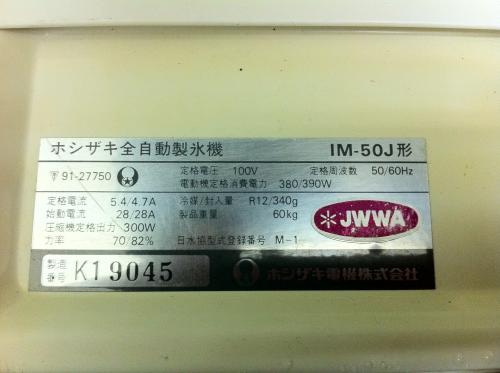 ホシザキ全自動製氷機 IM-50J形
〒91-27750 定格電圧 100V 定格周波数 50/60Hz
電動機定格消費電力 380/390W
定格電流 5.4/4.7A 冷媒/封入量 R12/340g
始動電流 28/28A 製品重量 60kg
圧縮機定格出力 300W
力率 70/82% 日水協型式登録番号 M-1
JWWA
製造番号 K19045 ホシザキ電機株式会社